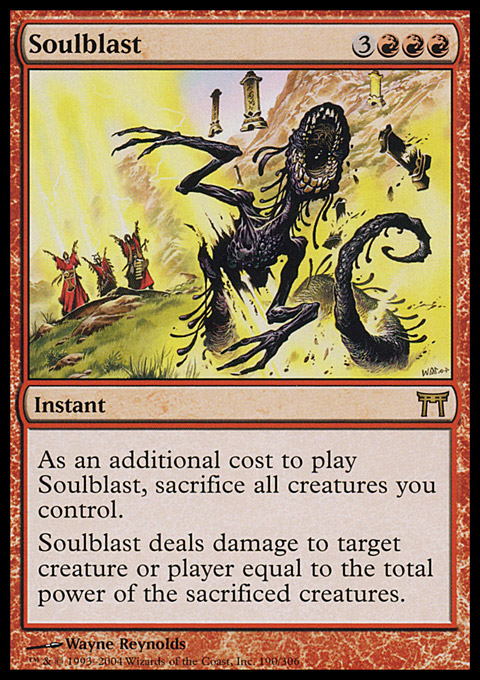 Soulblast 3
Instant
As an additional cost to play
Soulblast, sacrifice all creatures you
control.
Soulblast deals damage to target
creature or player equal to the total
power of the sacrificed creatures.
Wayne Reynolds
™ & © 1993-2004 Wizards of the Coast, Inc. 190/306